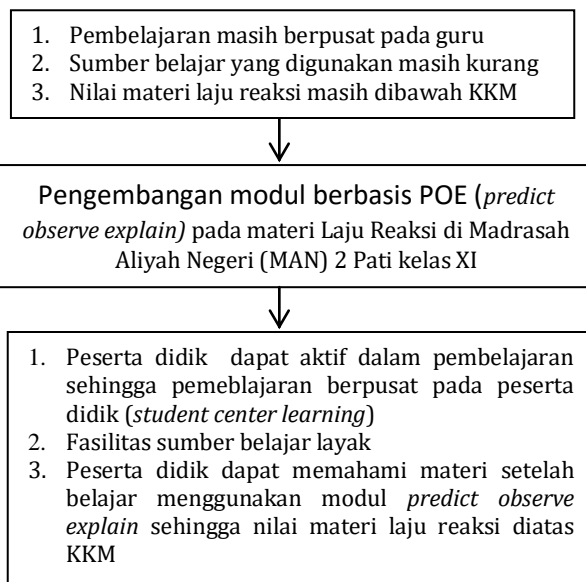 1. Pembelajaran masih berpusat pada guru
2. Sumber belajar yang digunakan masih kurang
3. Nilai materi laju reaksi masih dibawah KKM
Pengembangan modul berbasis POE (predict
observe explain) pada materi Laju Reaksi di Madrasah
Aliyah Negeri (MAN) 2 Pati kelas XI
1. Peserta didik dapat aktif dalam pembelajaran
sehingga pemeblajaran berpusat pada peserta
didik (student center learning)
2. Fasilitas sumber belajar layak
3. Peserta didik dapat memahami materi setelah
belajar menggunakan modul predict observe
explain sehingga nilai materi laju reaksi diatas
KKM